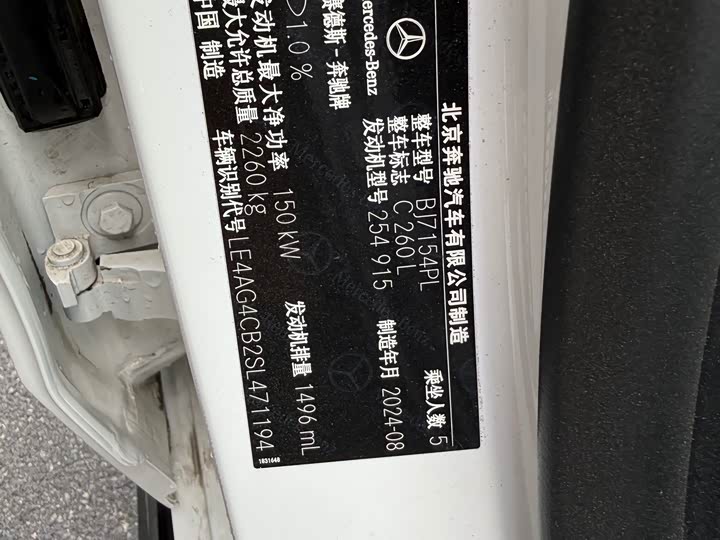 北京奔驰汽车有限公司制造
Mercedes-Benz
整车型号 BJ7154PL 乘坐人数 5
整车标志 C 260 L
发动机型号 254 915 制造年月 2024-08
赛德斯-奔驰牌
1.0 %
发动机最大净功率 150 kW 发动机排量 1496 mL
最大允许总质量 2260 kg
中国 制造 车辆识别代号 LE4AG4CB2SL471194
1031640